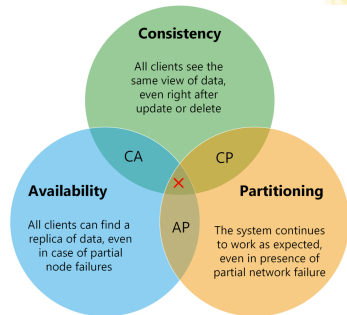 Consistency
All clients see the
same view of data,
even right after
update or delete
CA
CP
Availability
All clients can find a
replica of data, even
in case of partial
node failures
AP
Partitioning
The system continues
to work as expected,
even in presence of
partial network failure